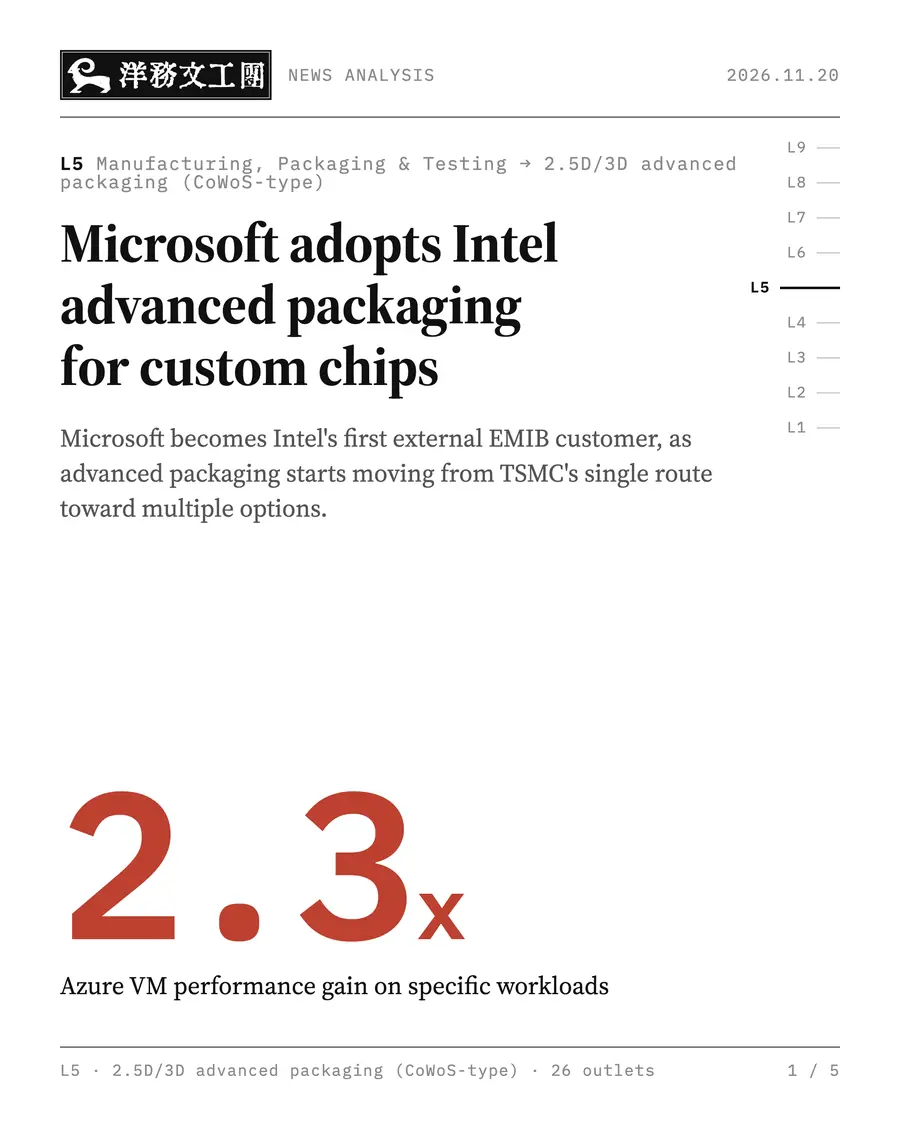 洋務文工團
NEWS ANALYSIS
2026.11.20
L5 Manufacturing, Packaging & Testing → 2.5D/3D advanced
packaging (CoWoS-type)
L9
L8
L7
L6
L5
L4
L3
L2
L1
Microsoft adopts Intel
advanced packaging
for custom chips
Microsoft becomes Intel's first external EMIB customer, as
advanced packaging starts moving from TSMC's single route
toward multiple options.
2.3x
Azure VM performance gain on specific workloads
L5 · 2.5D/3D advanced packaging (CoWoS-type) · 26 outlets
1 / 5